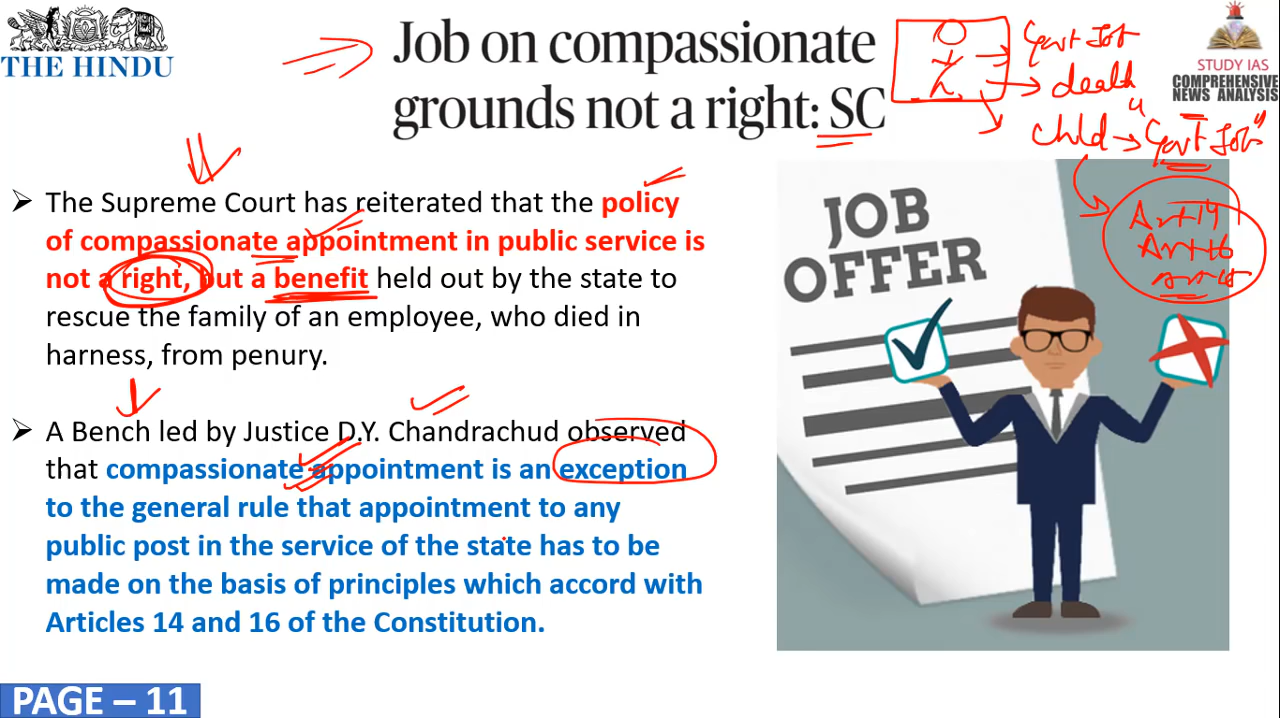 THE HINDU
Job on compassionate
grounds not a right: SC
Govt Job
death
child → "Govt Job"
Art 14
Art 16
STUDY IAS
COMPREHENSIVE
NEWS ANALYSIS
➢ The Supreme Court has reiterated that the policy
of compassionate appointment in public service is
not a right, but a benefit held out by the state to
rescue the family of an employee, who died in
harness, from penury.
➢ A Bench led by Justice D.Y. Chandrachud observed
that compassionate appointment is an exception
to the general rule that appointment to any
public post in the service of the state has to be
made on the basis of principles which accord with
Articles 14 and 16 of the Constitution.
JOB
OFFER
PAGE – 11